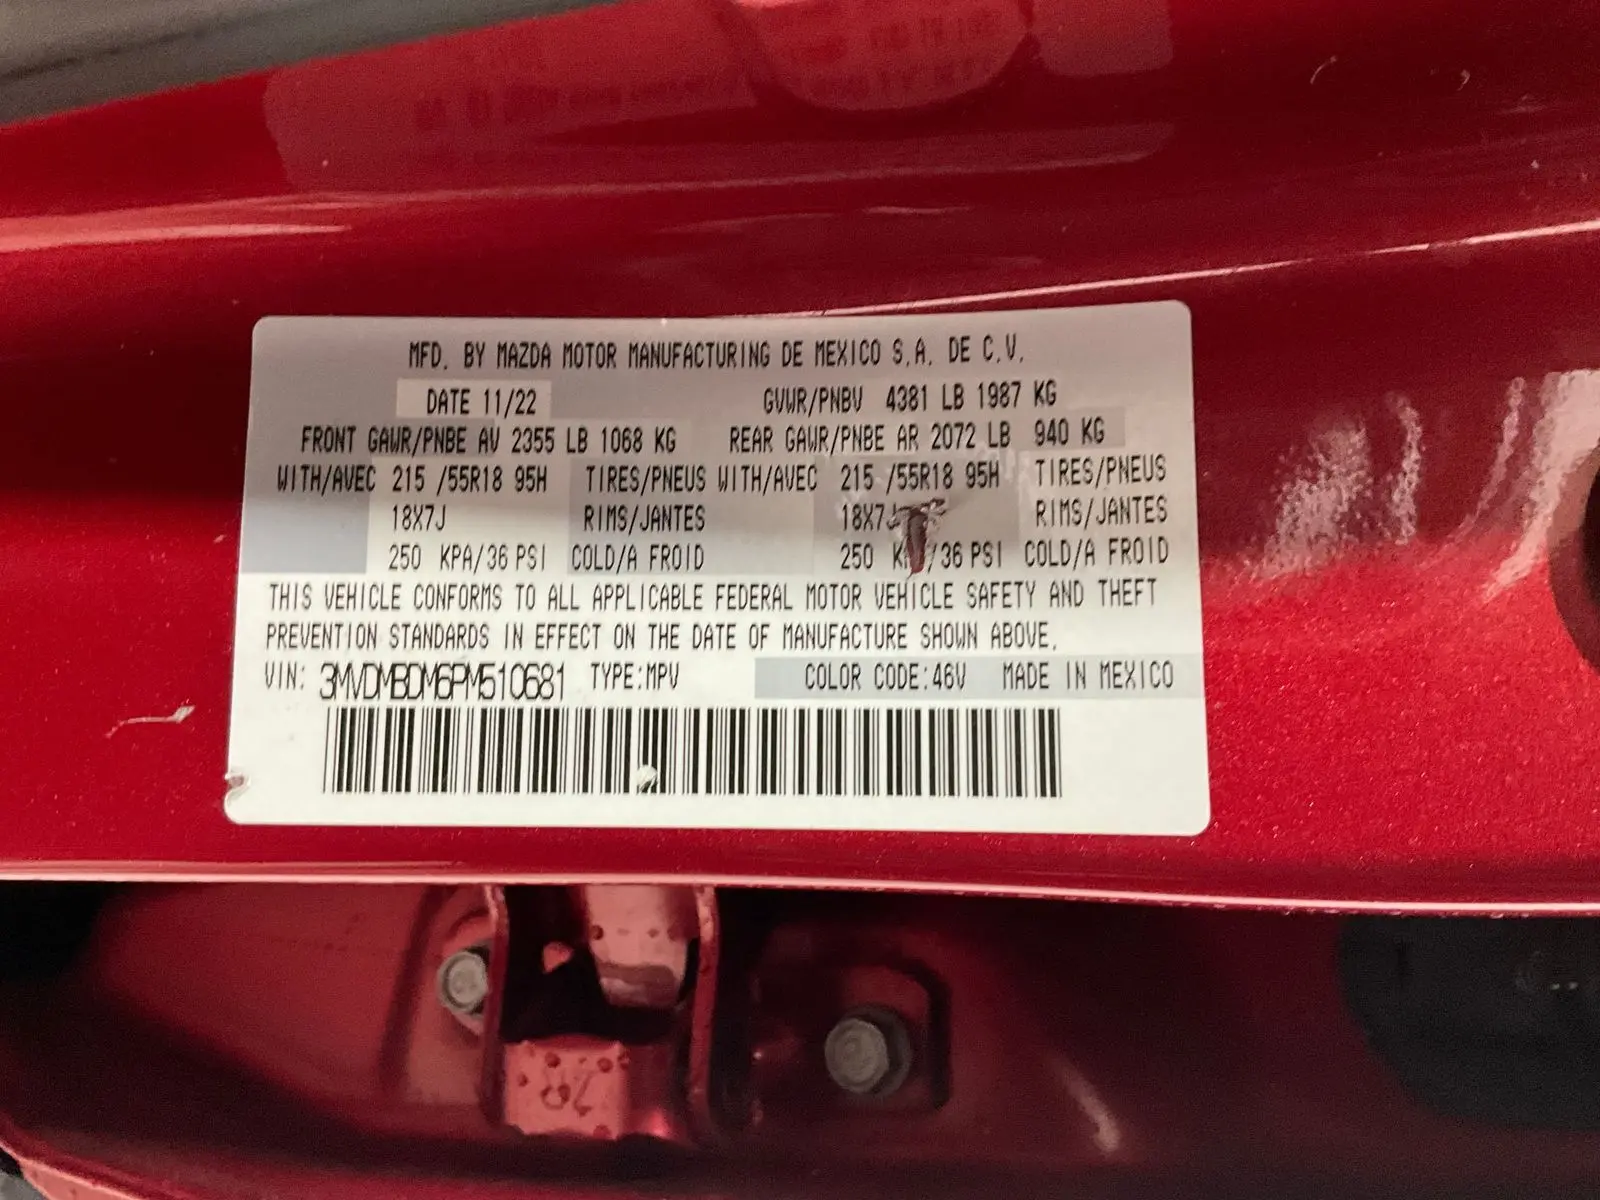 MFD. BY MAZDA MOTOR MANUFACTURING DE MEXICO S.A. DE C.V.
DATE 11/22 GVWR/PNBV 4381 LB 1987 KG
FRONT GAWR/PNBE AV 2355 LB 1068 KG REAR GAWR/PNBE AR 2072 LB 940 KG
WITH/AVEC 215 /55R18 95H TIRES/PNEUS WITH/AVEC 215 /55R18 95H TIRES/PNEUS
18X7J RIMS/JANTES 18X7J RIMS/JANTES
250 KPA/36 PSI COLD/A FROID 250 /36 PSI COLD/A FROID
THIS VEHICLE CONFORMS TO ALL APPLICABLE FEDERAL MOTOR VEHICLE SAFETY AND THEFT
PREVENTION STANDARDS IN EFFECT ON THE DATE OF MANUFACTURE SHOWN ABOVE.
VIN: 3MVDMBDM6PM510681 TYPE:MPV COLOR CODE:46V MADE IN MEXICO